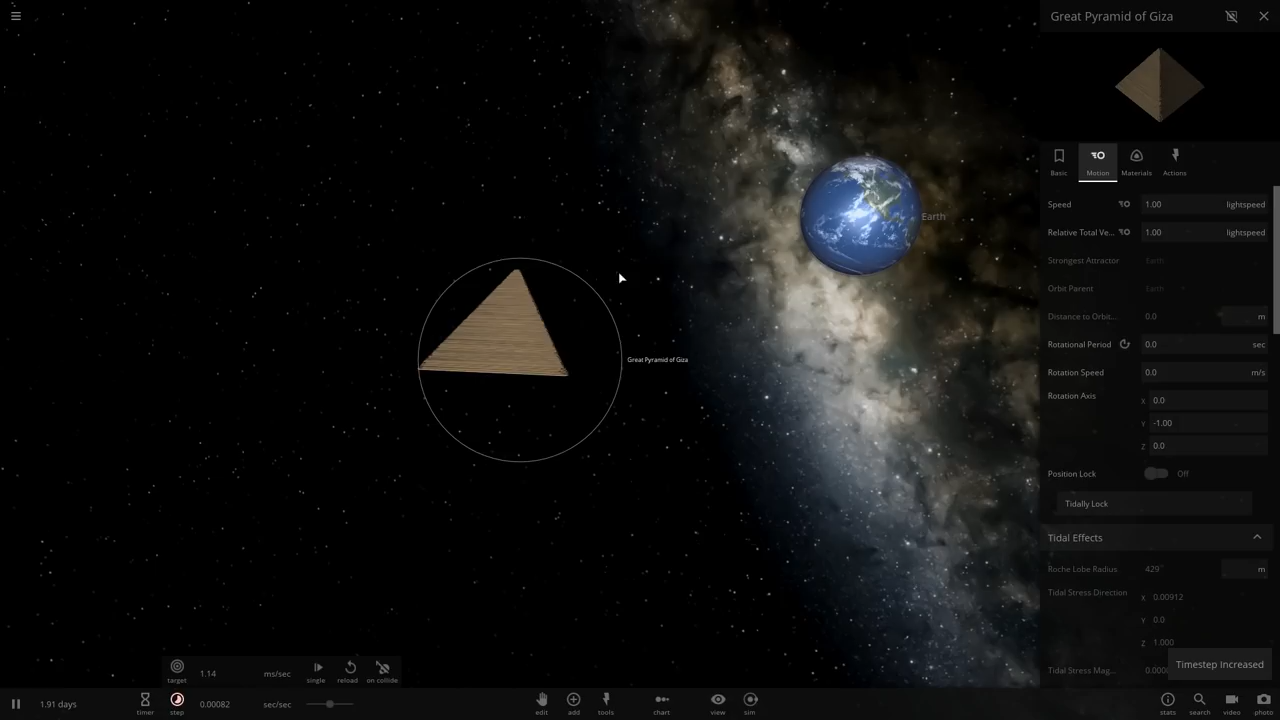 Great Pyramid of Giza
Basic
Motion
Materials
Actions
Speed 1.00 lightspeed
Relative Total Ve... 1.00 lightspeed
Strongest Attractor Earth
Orbit Parent Earth
Distance to Orbit... 0.0 m
Rotational Period 0.0 sec
Rotation Speed 0.0 m/s
Rotation Axis X 0.0
Y -1.00
Z 0.0
Position Lock Off
Tidally Lock
Tidal Effects
Roche Lobe Radius 429 m
Tidal Stress Direction X 0.00912
Y 0.0
Z 1.000
Tidal Stress Mag...
Timestep Increased
Earth
Great Pyramid of Giza
target 1.14 ms/sec single reload on collide
1.91 days timer step 0.00082 sec/sec edit add tools chart view sim stats search video photo